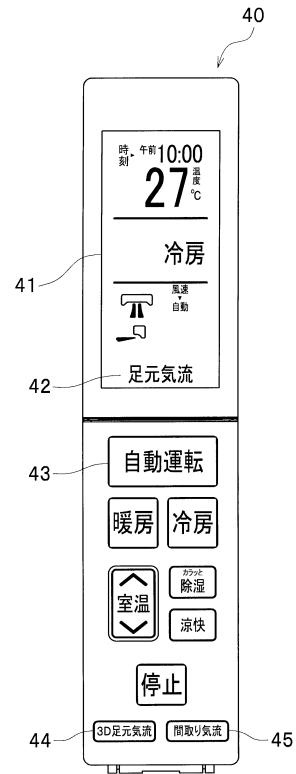 40
時刻 午前10:00
27 温度 ℃
41
冷房
風速
自動
42
足元気流
43
自動運転
暖房 冷房
室温
カラッと
除湿
涼快
停止
3D足元気流 間取り気流
44 45